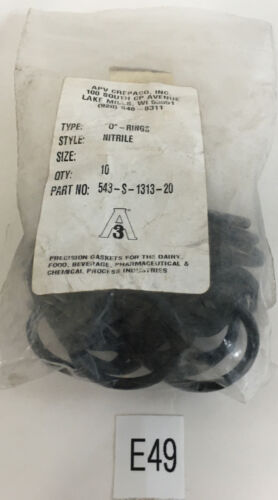 APV CREPACO, INC.
100 SOUTH CP AVENUE
LAKE MILLS, WI 53551
(920) 648-8311
TYPE: "O"-RINGS
STYLE: NITRILE
SIZE:
QTY: 10
PART NO: 543-S-1313-20
A
3
PRECISION GASKETS FOR THE DAIRY,
FOOD, BEVERAGE, PHARMACEUTICAL &
CHEMICAL PROCESS INDUSTRIES
E49